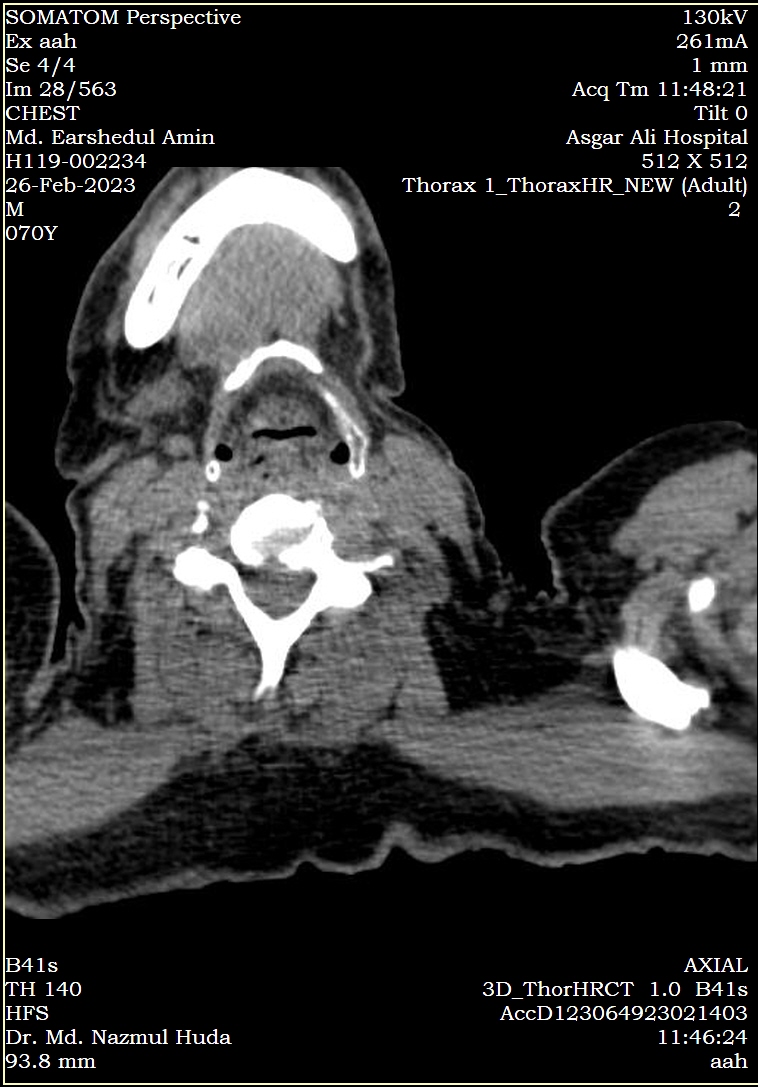 SOMATOM Perspective
Ex aah
Se 4/4
Im 28/563
CHEST
Md. Earshedul Amin
H119-002234
26-Feb-2023
M
070Y
130kV
261mA
1 mm
Acq Tm 11:48:21
Tilt 0
Asgar Ali Hospital
512 X 512
Thorax 1_ThoraxHR_NEW (Adult)
2
B41s
TH 140
HFS
Dr. Md. Nazmul Huda
93.8 mm
AXIAL
3D_ThorHRCT 1.0 B41s
AccD123064923021403
11:46:24
aah